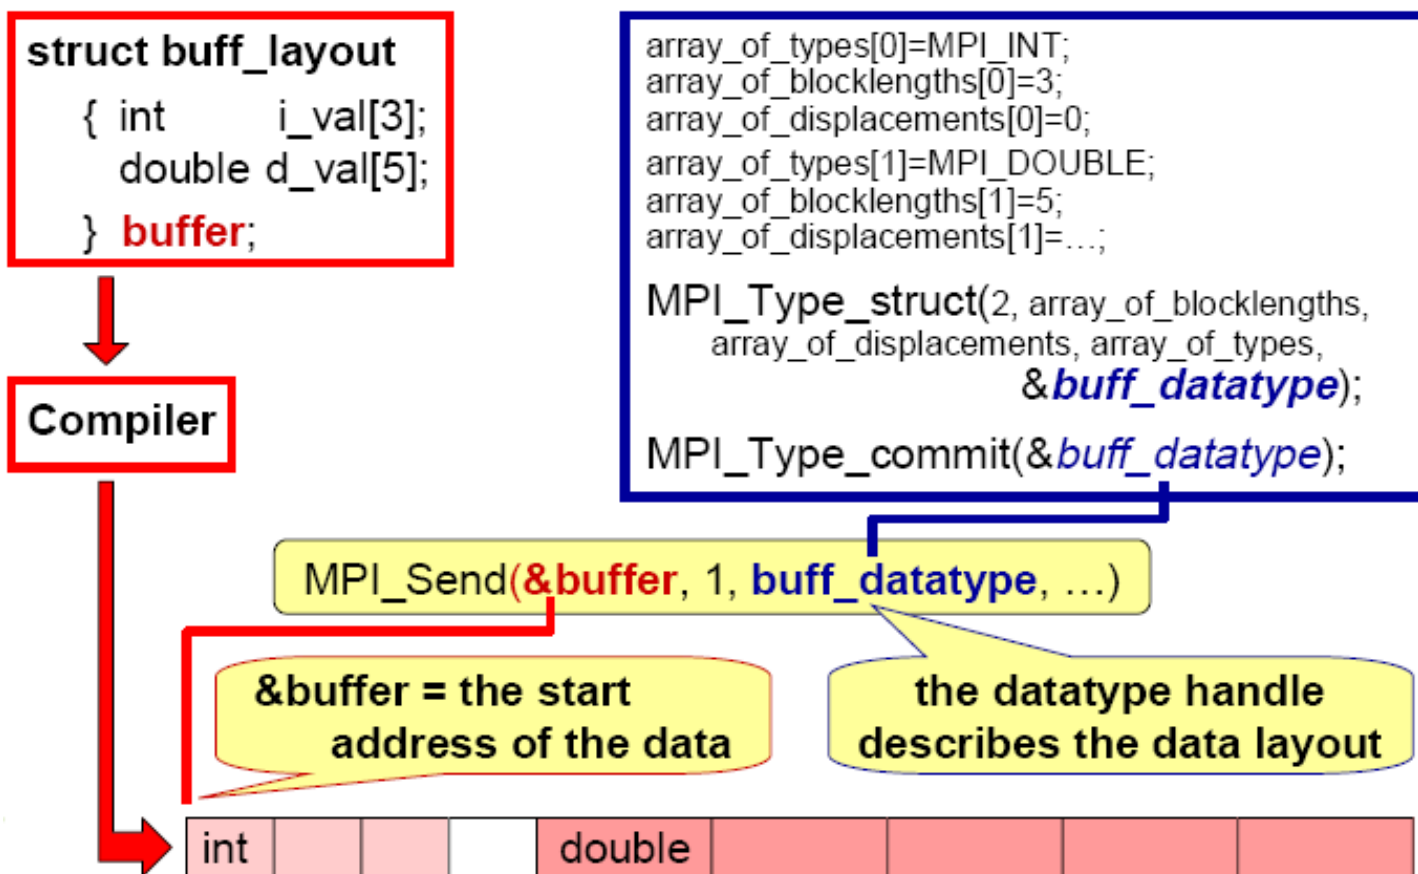 struct buff_layout
{ int i_val[3];
double d_val[5];
} buffer;
Compiler
array_of_types[0]=MPI_INT;
array_of_blocklengths[0]=3;
array_of_displacements[0]=0;
array_of_types[1]=MPI_DOUBLE;
array_of_blocklengths[1]=5;
array_of_displacements[1]=…;
MPI_Type_struct(2, array_of_blocklengths,
array_of_displacements, array_of_types,
&buff_datatype);
MPI_Type_commit(&buff_datatype);
MPI_Send(&buffer, 1, buff_datatype, …)
&buffer = the start
address of the data
the datatype handle
describes the data layout
int
double